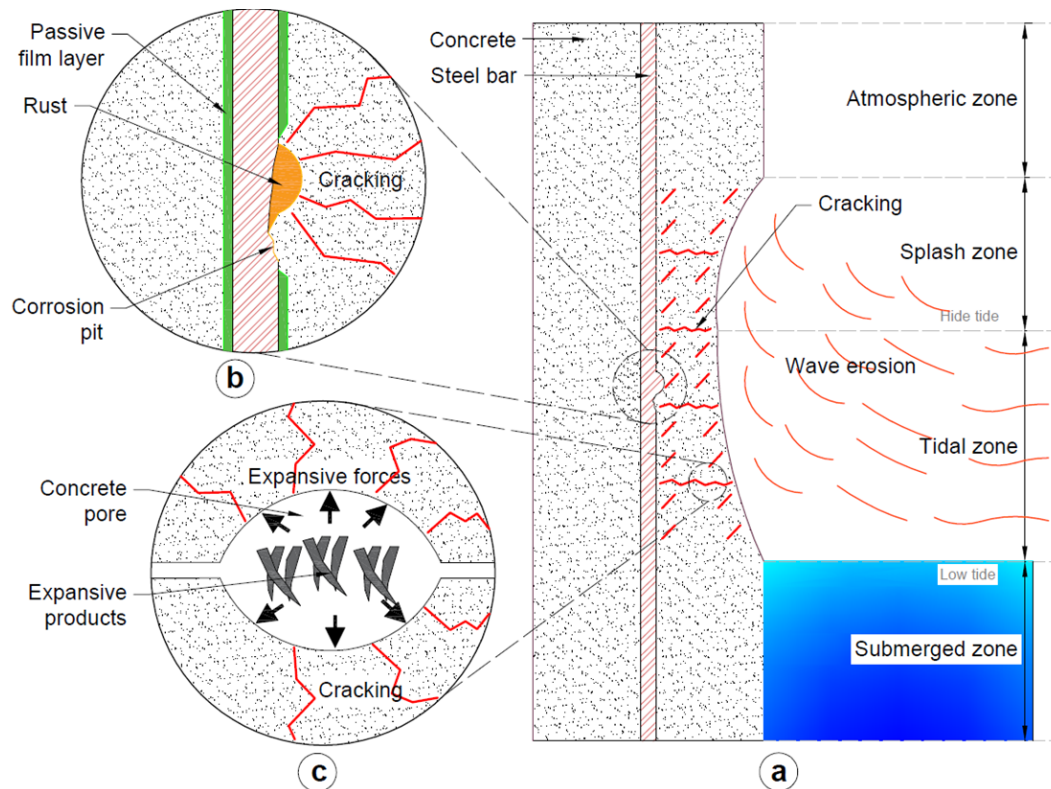 Passive
film layer
Rust
Cracking
Corrosion
pit
b
Expansive forces
Concrete
pore
Expansive
products
Cracking
c
Concrete
Steel bar
Atmospheric zone
Cracking
Splash zone
Hide tide
Wave erosion
Tidal zone
Low tide
Submerged zone
a